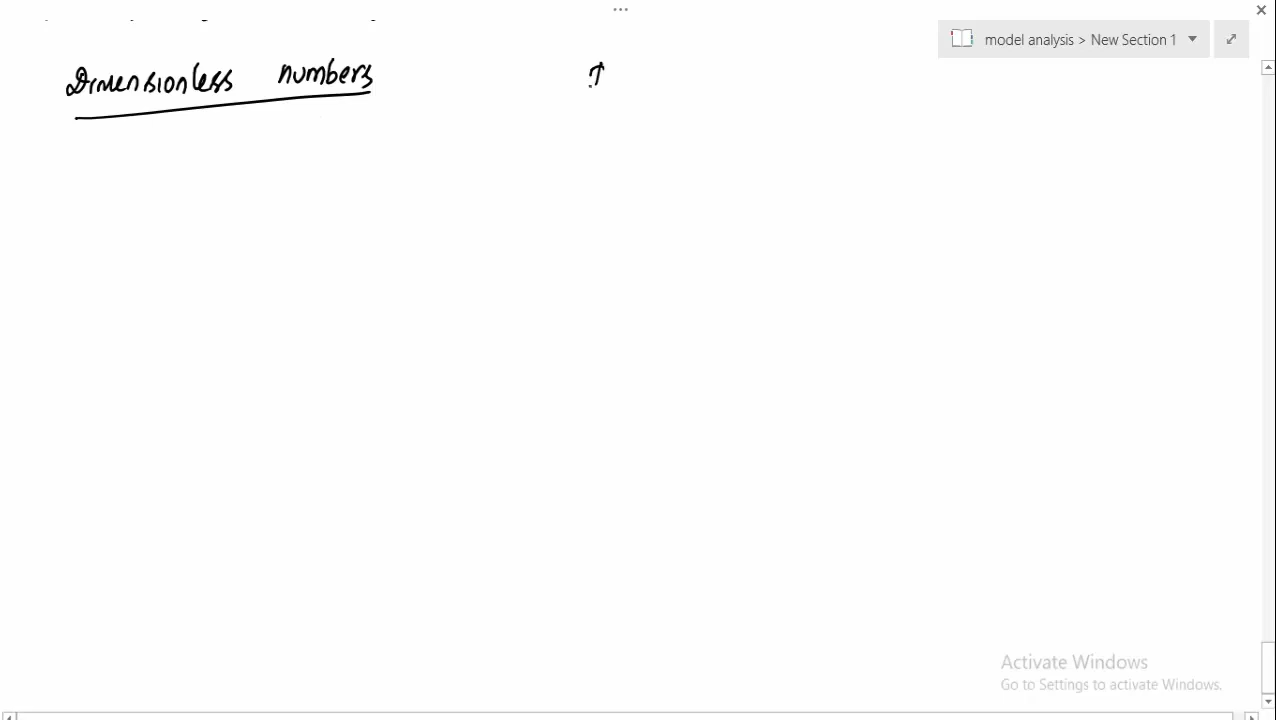 model analysis > New Section 1
Dimensionless numbers
Activate Windows
Go to Settings to activate Windows.